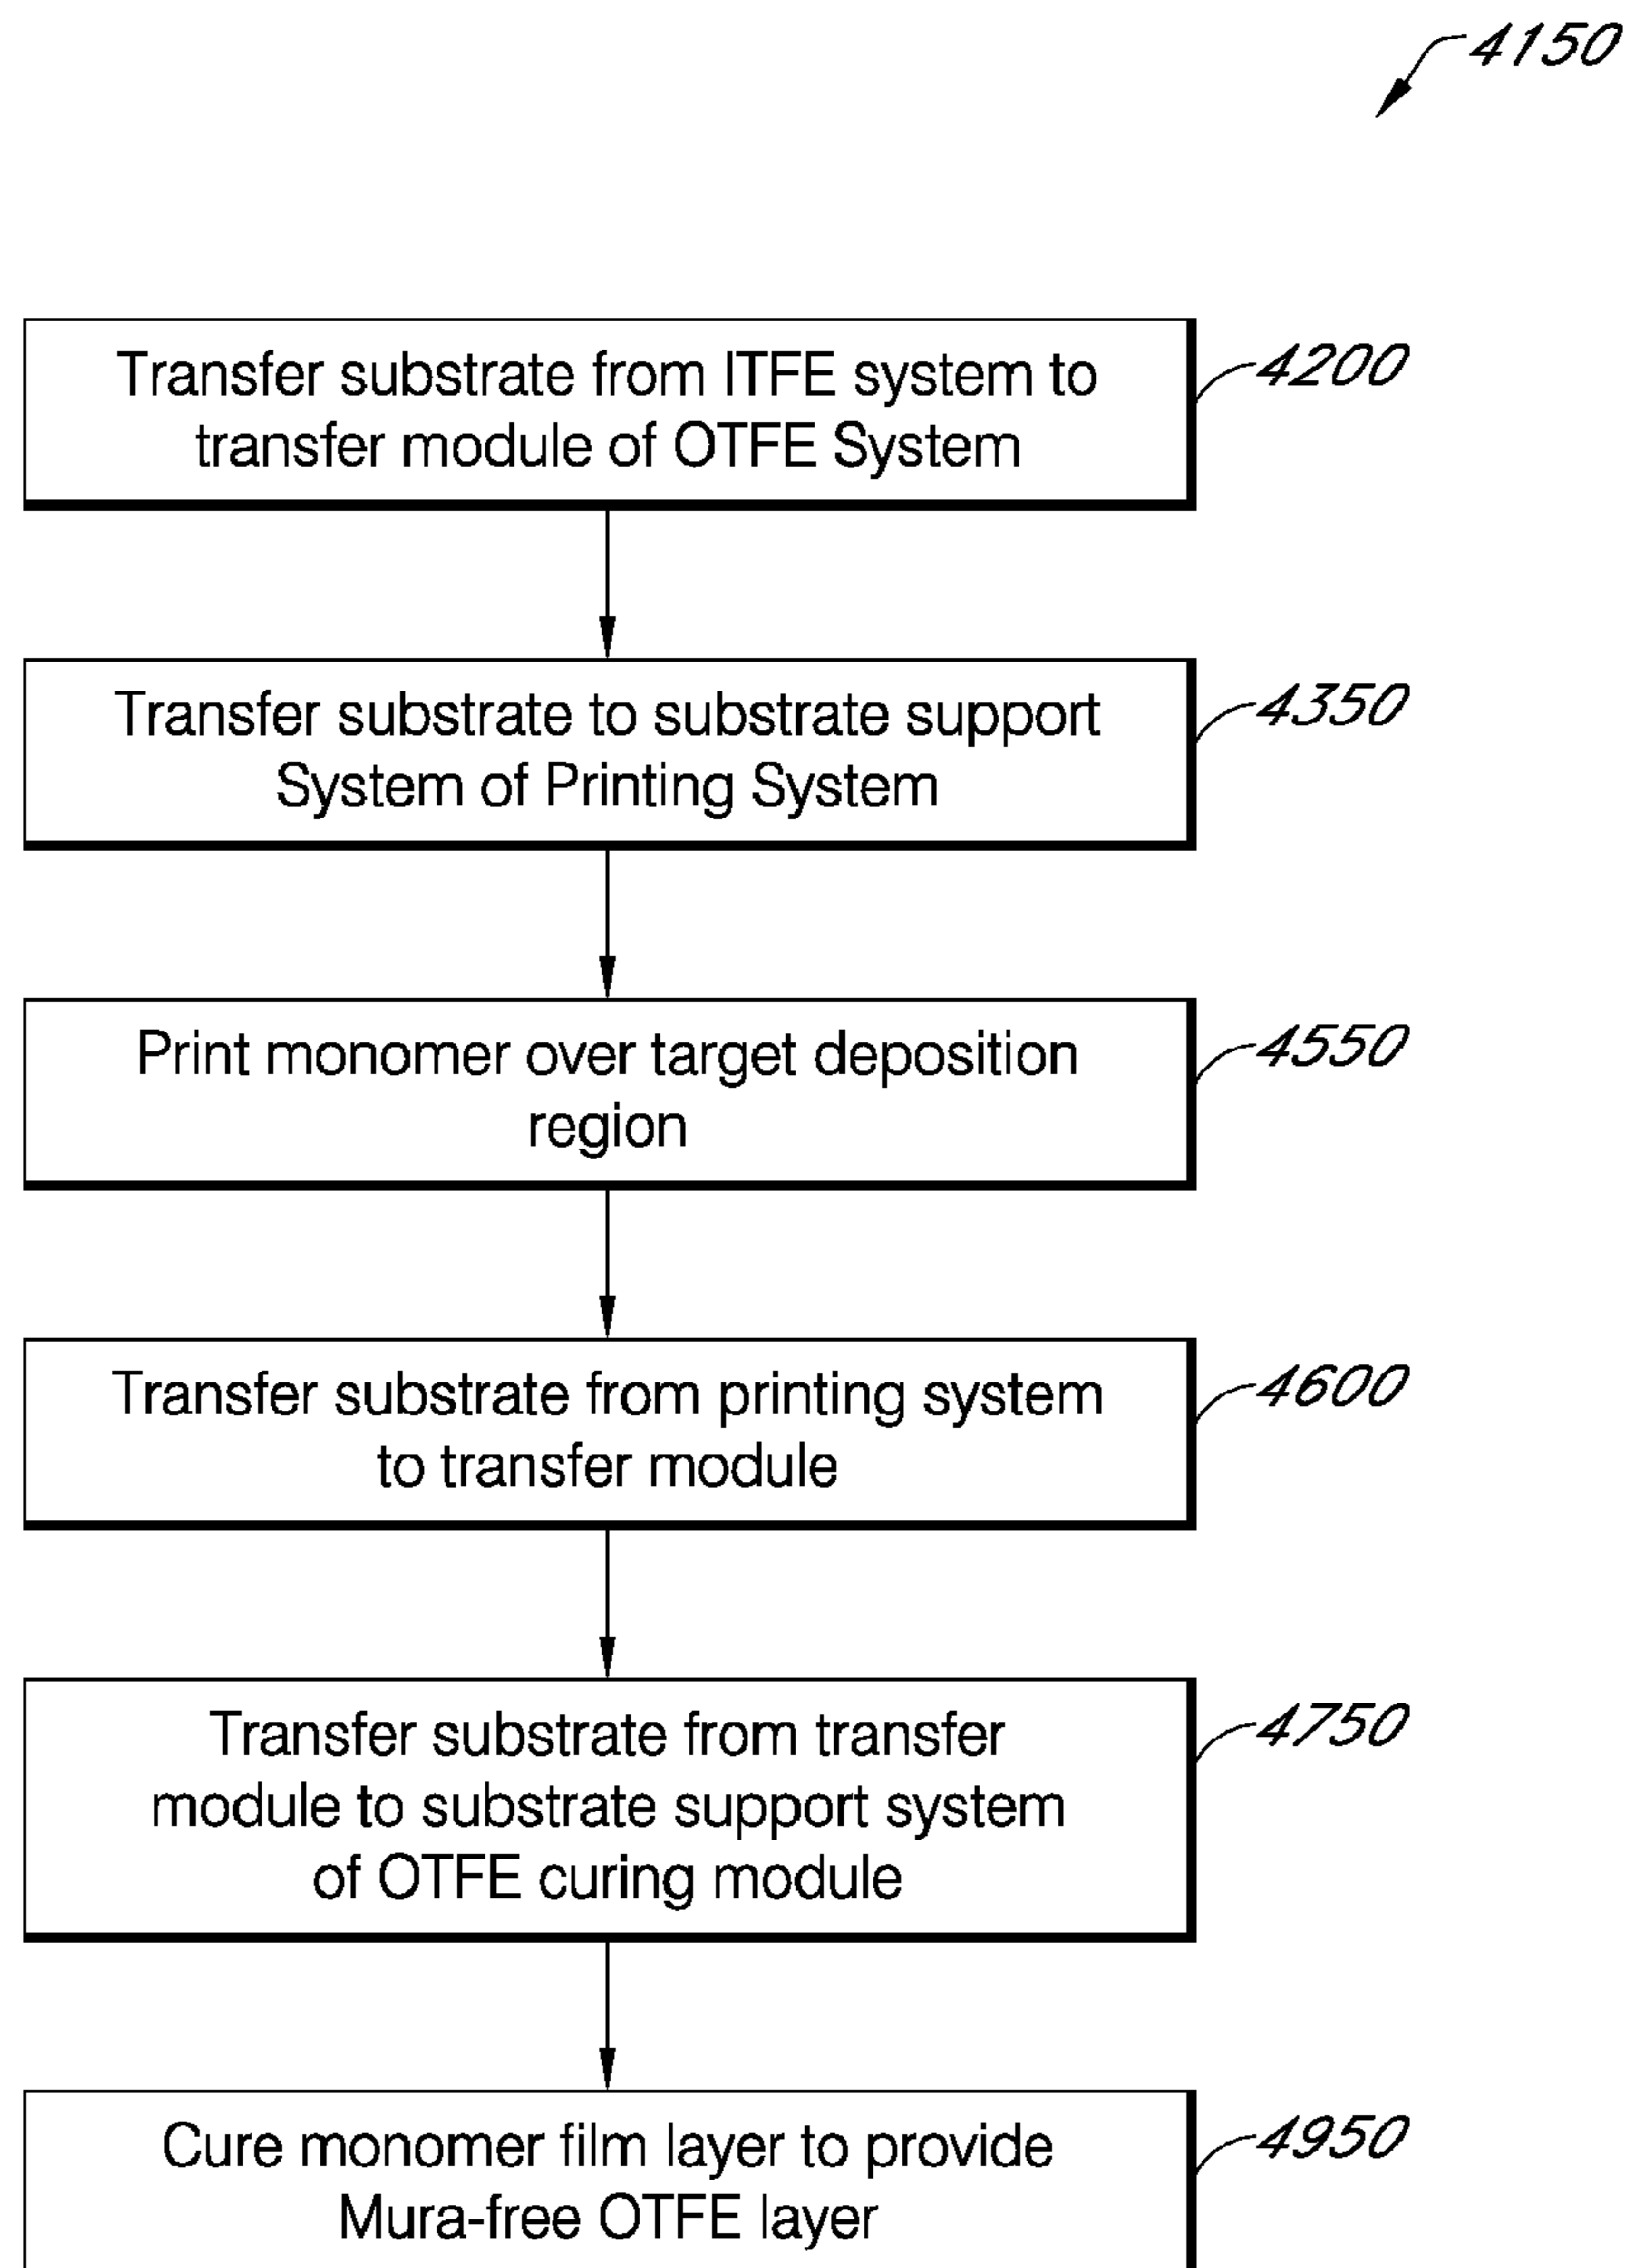 4150
Transfer substrate from ITFE system to
transfer module of OTFE System
4200
Transfer substrate to substrate support
System of Printing System
4350
Print monomer over target deposition
region
4550
Transfer substrate from printing system
to transfer module
4600
Transfer substrate from transfer
module to substrate support system
of OTFE curing module
4750
Cure monomer film layer to provide
Mura-free OTFE layer
4950